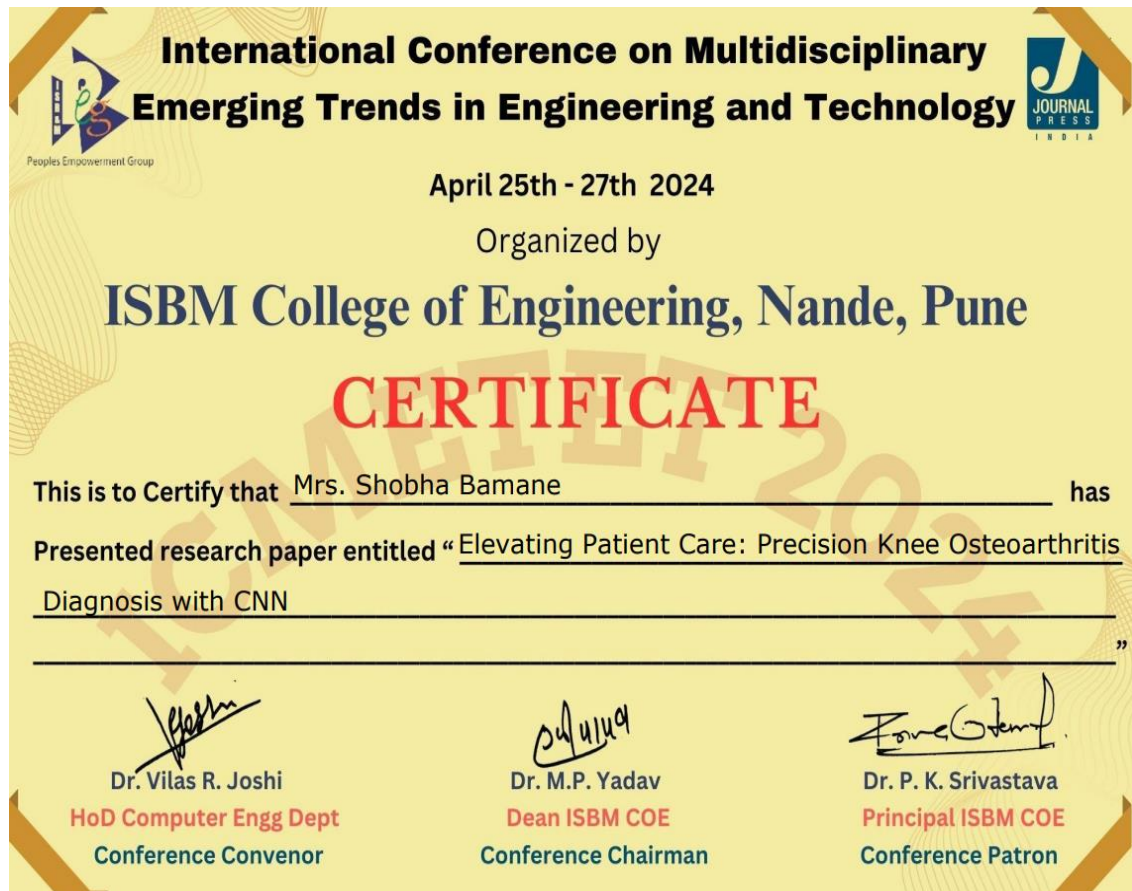 International Conference on Multidisciplinary
Emerging Trends in Engineering and Technology
ISB&M
Peg
Peoples Empowerment Group
J
JOURNAL
PRESS
INDIA
April 25th - 27th 2024
Organized by
ISBM College of Engineering, Nande, Pune
CERTIFICATE
ICMETET 2024
This is to Certify that Mrs. Shobha Bamane has
Presented research paper entitled “ Elevating Patient Care: Precision Knee Osteoarthritis
Diagnosis with CNN
”
Dr. Vilas R. Joshi
HoD Computer Engg Dept
Conference Convenor
Dr. M.P. Yadav
Dean ISBM COE
Conference Chairman
Dr. P. K. Srivastava
Principal ISBM COE
Conference Patron